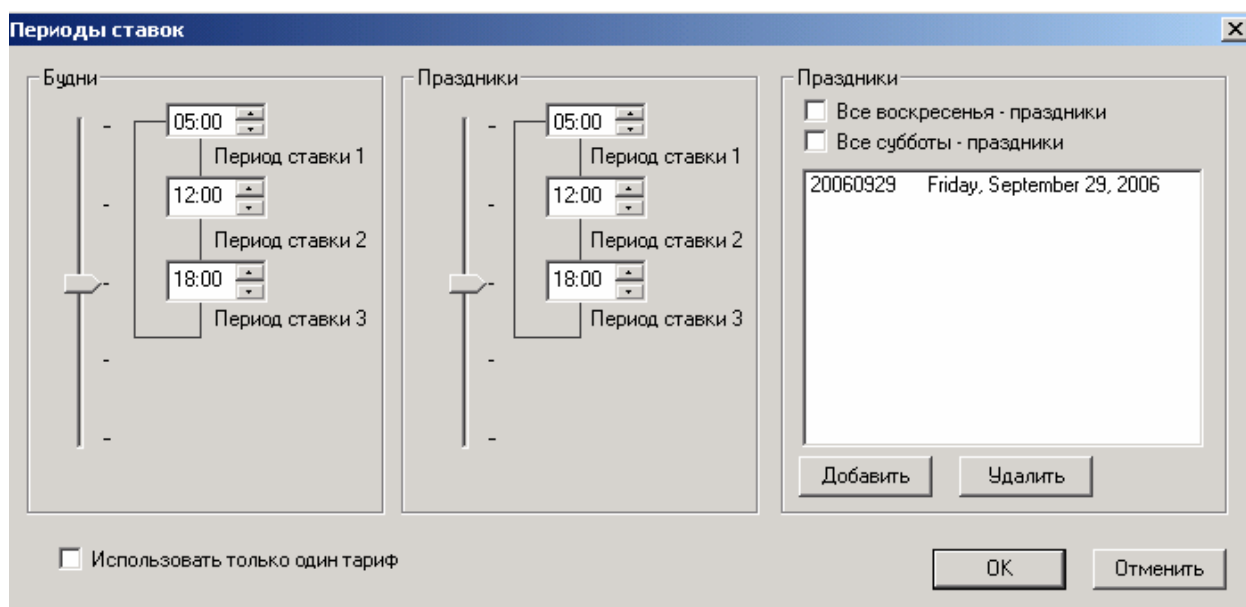 Периоды ставок
Будни
05:00
Период ставки 1
12:00
Период ставки 2
18:00
Период ставки 3
Праздники
05:00
Период ставки 1
12:00
Период ставки 2
18:00
Период ставки 3
Праздники
Все воскресенья - праздники
Все субботы - праздники
20060929 Friday, September 29, 2006
Добавить
Удалить
Использовать только один тариф
OK
Отменить